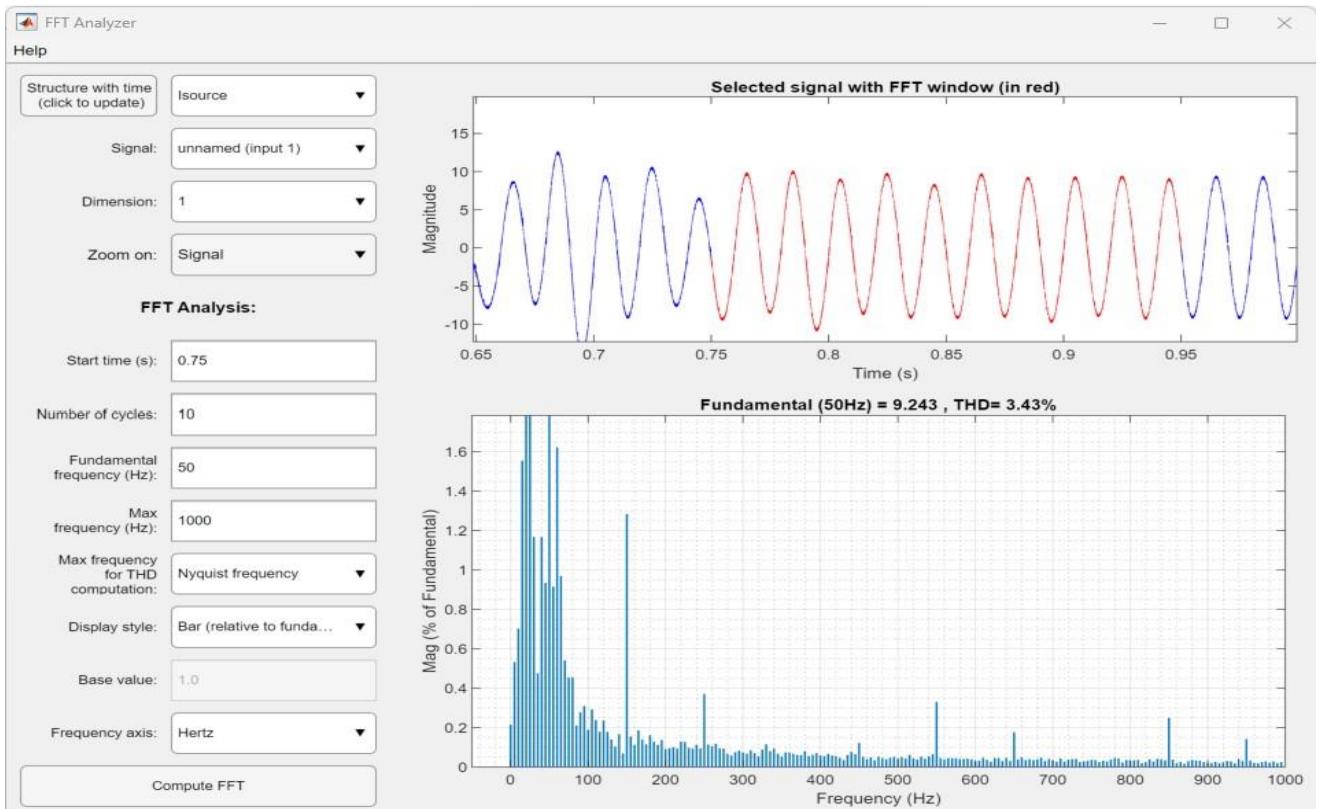 FFT Analyzer
Help
Structure with time
(click to update)
Isource
Signal:
unnamed (input 1)
Dimension:
1
Zoom on:
Signal
FFT Analysis:
Start time (s):
0.75
Number of cycles:
10
Fundamental
frequency (Hz):
50
Max
frequency (Hz):
1000
Max frequency
for THD
computation:
Nyquist frequency
Display style:
Bar (relative to funda...
Base value:
1.0
Frequency axis:
Hertz
Compute FFT
Selected signal with FFT window (in red)
Magnitude
15
10
5
0
-5
-10
0.65 0.7 0.75 0.8 0.85 0.9 0.95
Time (s)
Fundamental (50Hz) = 9.243 , THD= 3.43%
Mag (% of Fundamental)
1.6
1.4
1.2
1
0.8
0.6
0.4
0.2
0
0 100 200 300 400 500 600 700 800 900 1000
Frequency (Hz)